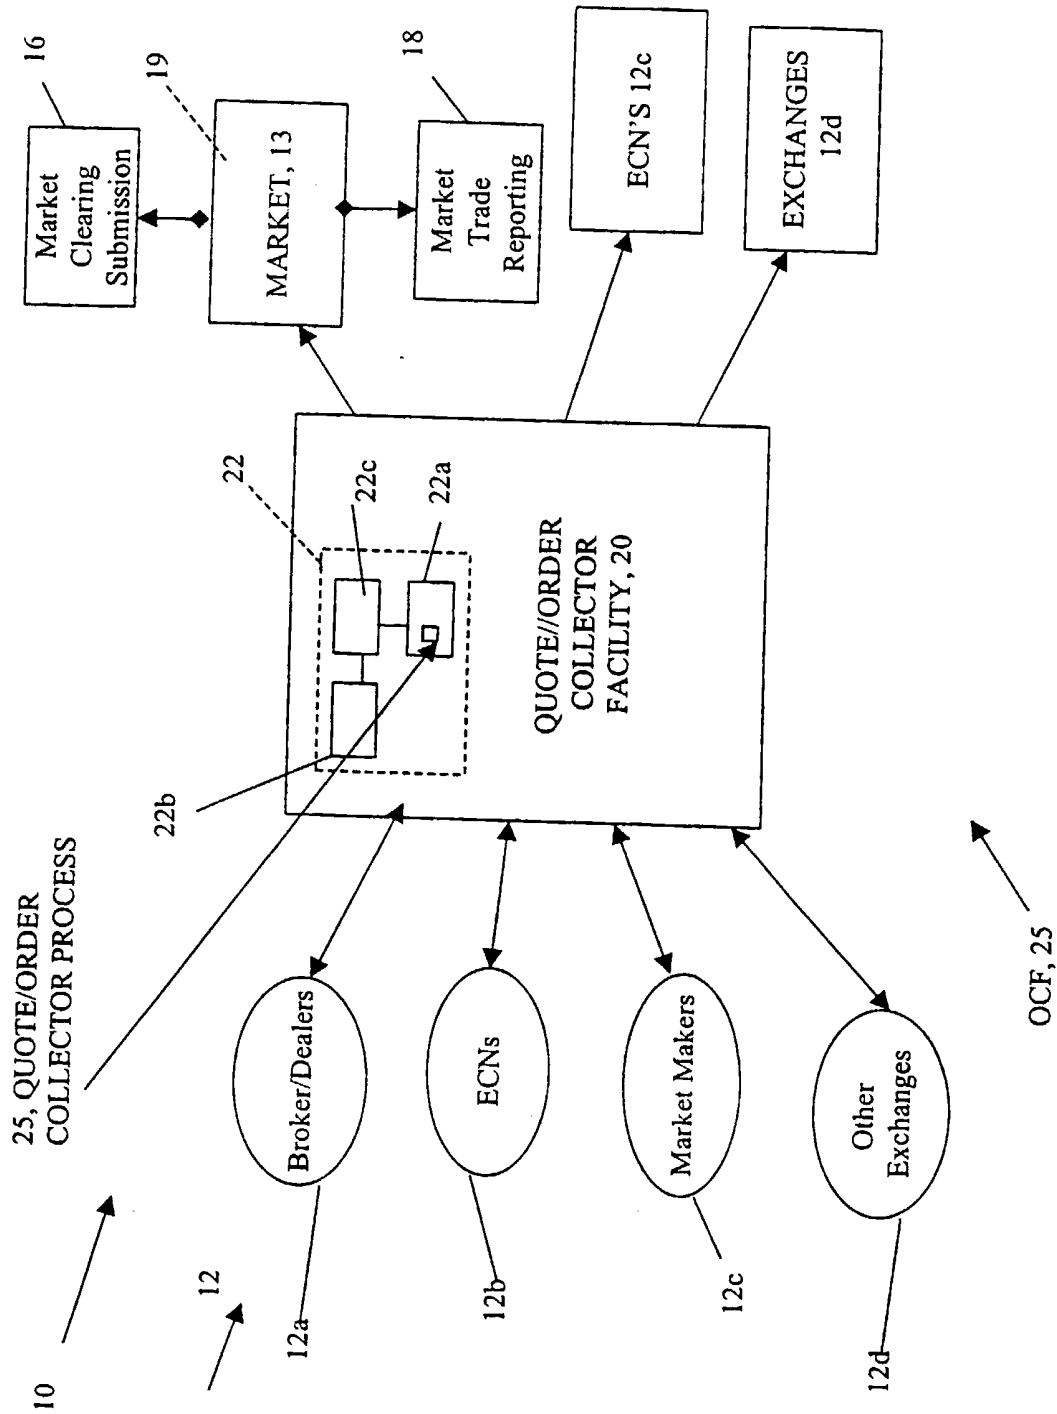 10
25, QUOTE/ORDER
COLLECTOR PROCESS
12
12a
Broker/Dealers
12b
ECNs
12c
Market Makers
12d
Other
Exchanges
22b
22
22c
22a
QUOTE//ORDER
COLLECTOR
FACILITY, 20
16
Market
Clearing
Submission
19
MARKET, 13
18
Market
Trade
Reporting
ECN'S 12c
EXCHANGES
12d
OCF, 25